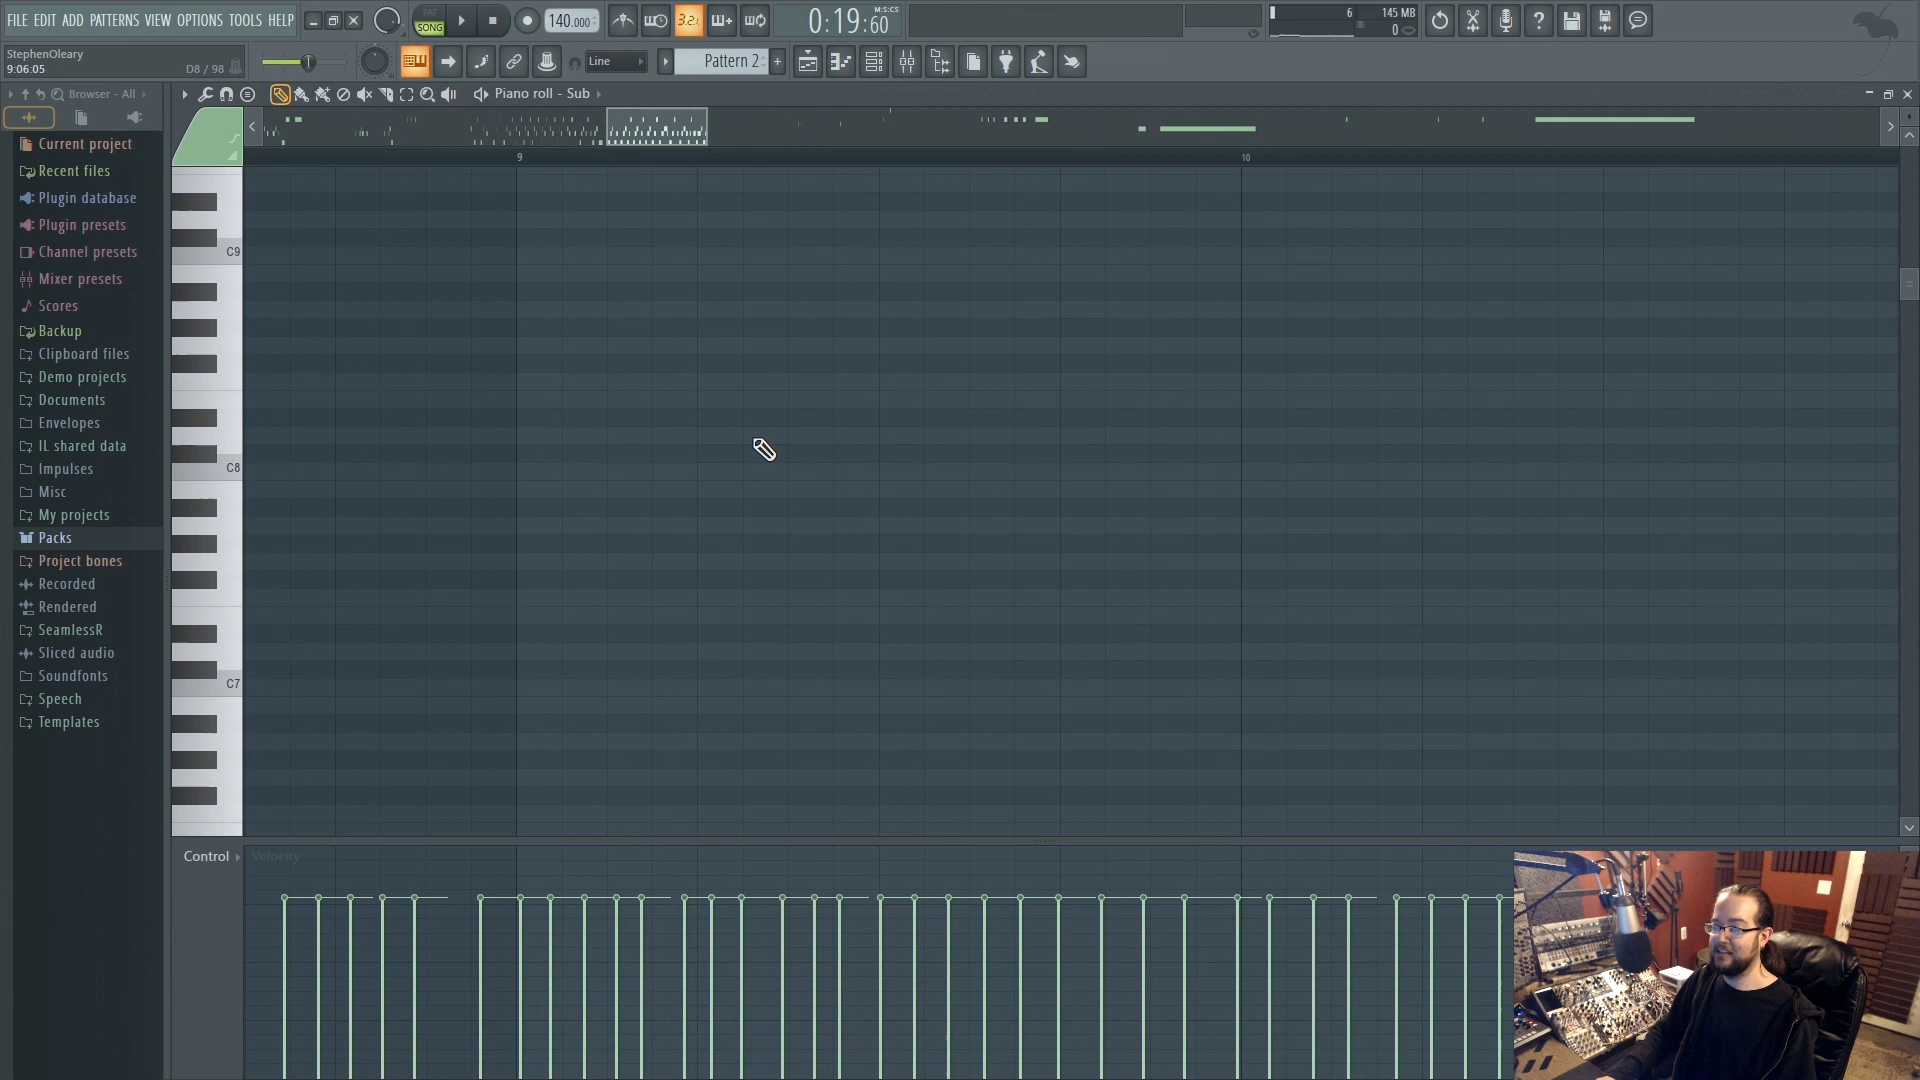 FILE EDIT ADD PATTERNS VIEW OPTIONS TOOLS HELP
PAT
SONG
140.000
3.2.
M:S:CS
0:19:60
6
145 MB
0
StephenOleary
9:06:05
D8 / 98
Line
Pattern 2
Browser - All
Piano roll - Sub
Current project
Recent files
Plugin database
Plugin presets
Channel presets
Mixer presets
Scores
Backup
Clipboard files
Demo projects
Documents
Envelopes
IL shared data
Impulses
Misc
My projects
Packs
Project bones
Recorded
Rendered
SeamlessR
Sliced audio
Soundfonts
Speech
Templates
9
10
C9
C8
C7
Control
Velocity